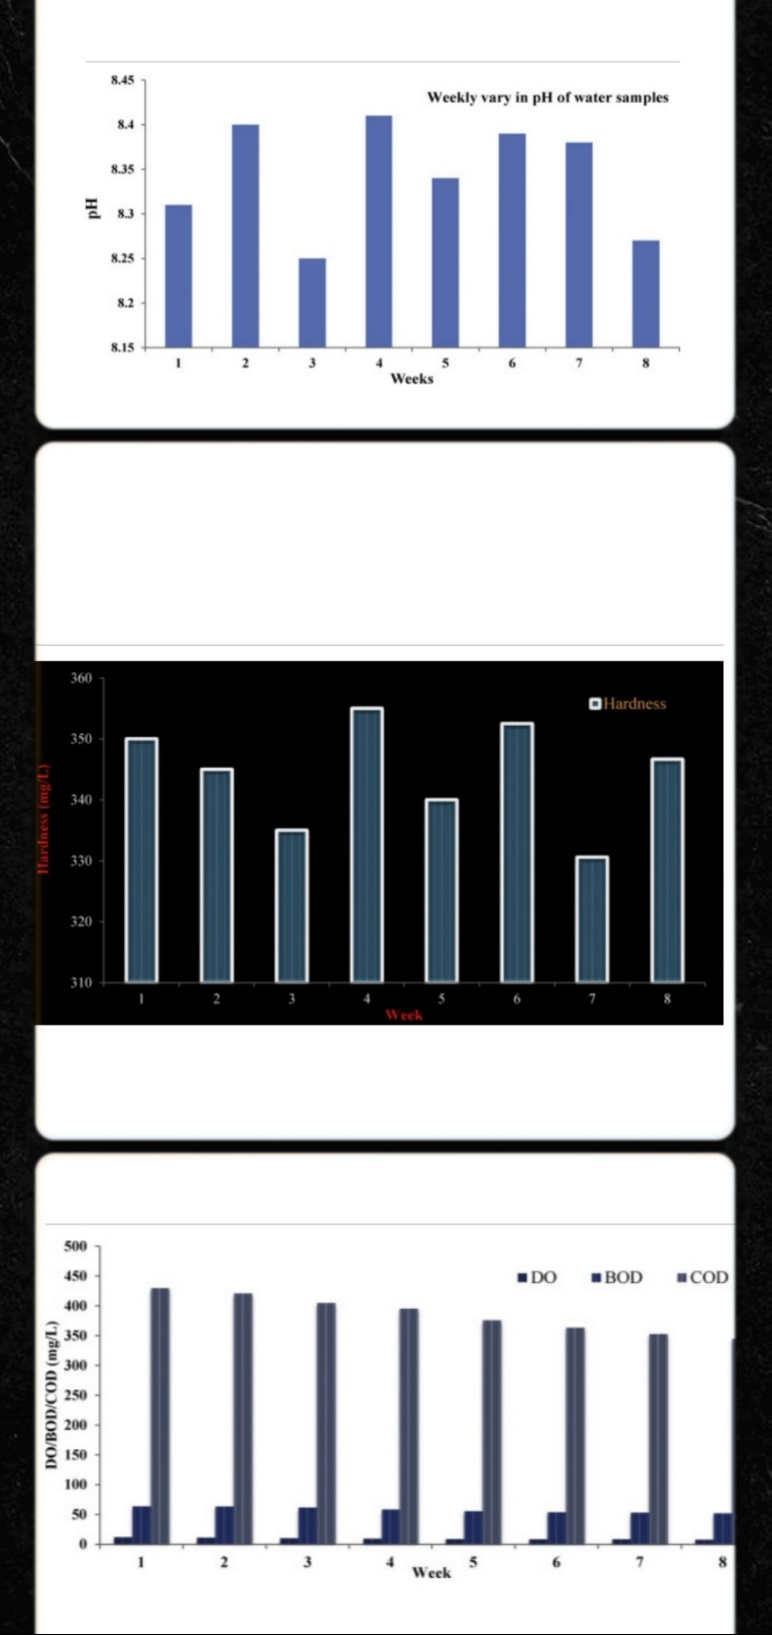 8.45
Weekly vary in pH of water samples
8.4
8.35
pH
8.3
8.25
8.2
8.15
1 2 3 4 5 6 7 8
Weeks
360
Hardness
350
Hardness (mg/L)
340
330
320
310
1 2 3 4 5 6 7 8
Week
500
DO BOD COD
450
400
350
DO/BOD/COD (mg/L)
300
250
200
150
100
50
0
1 2 3 4 5 6 7 8
Week